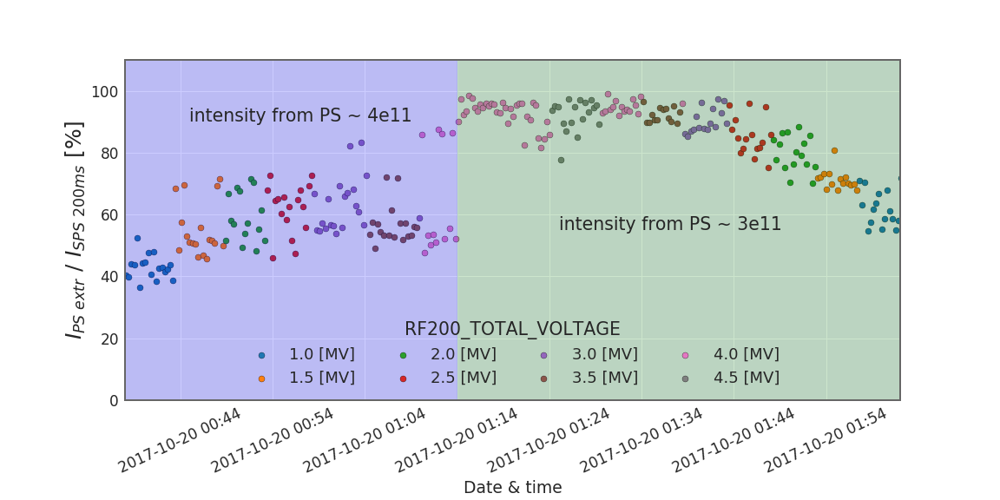 100
80
60
40
20
0
I_PS extr / I_SPS 200ms [%]
intensity from PS ~ 4e11
intensity from PS ~ 3e11
RF200_TOTAL_VOLTAGE
1.0 [MV] 2.0 [MV] 3.0 [MV] 4.0 [MV]
1.5 [MV] 2.5 [MV] 3.5 [MV] 4.5 [MV]
2017-10-20 00:44
2017-10-20 00:54
2017-10-20 01:04
2017-10-20 01:14
2017-10-20 01:24
2017-10-20 01:34
2017-10-20 01:44
2017-10-20 01:54
Date & time